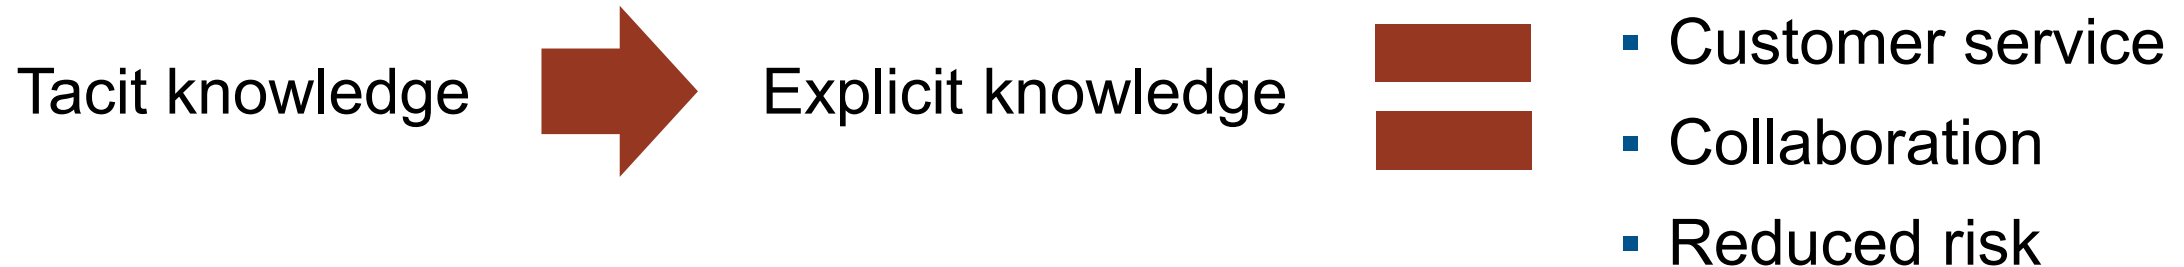 Tacit knowledge
Explicit knowledge
▪ Customer service
▪ Collaboration
▪ Reduced risk